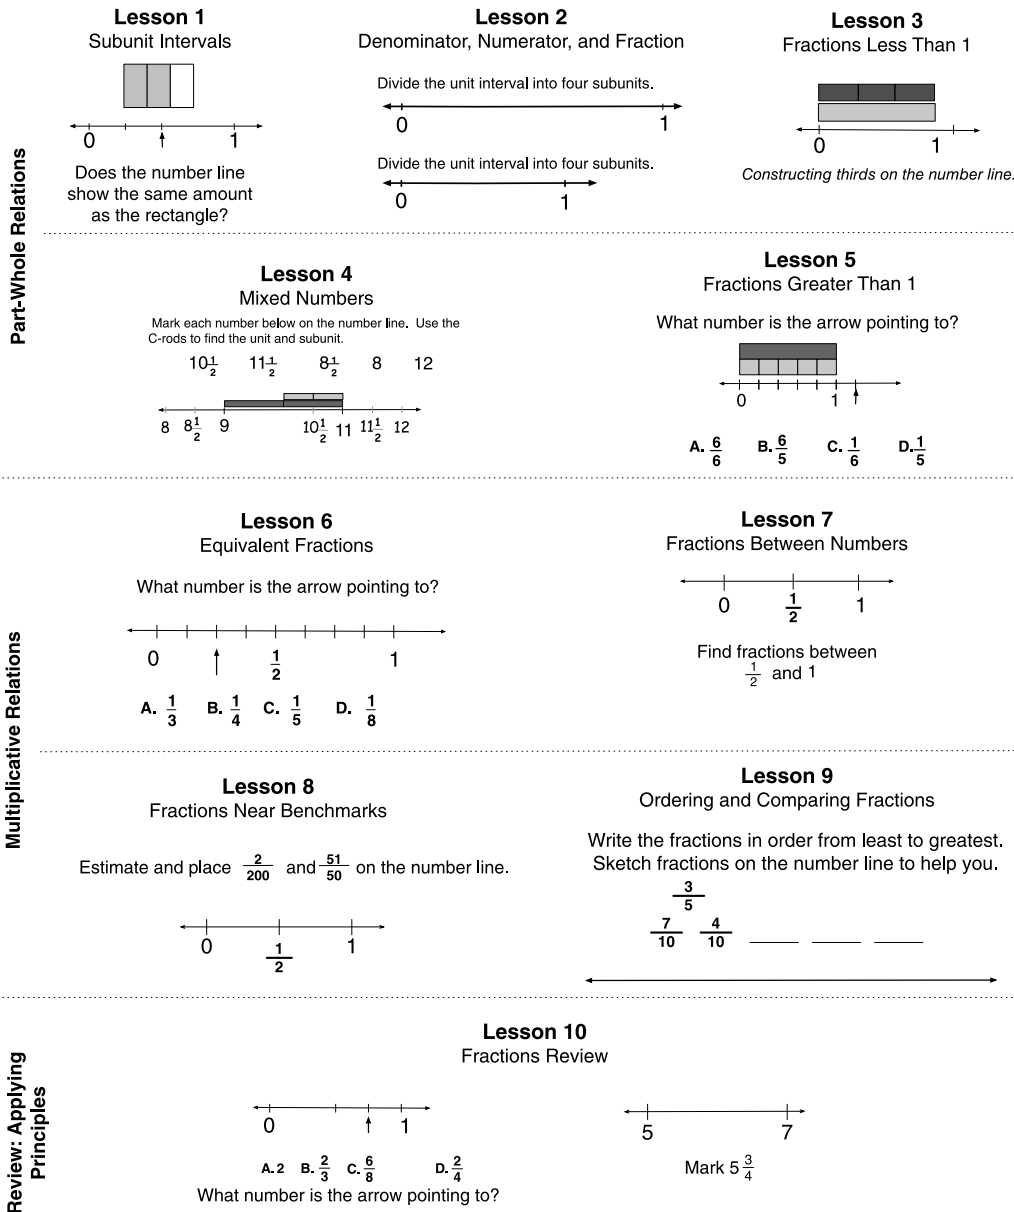 Part-Whole Relations
Lesson 1
Subunit Intervals
0 1
Does the number line
show the same amount
as the rectangle?
Lesson 2
Denominator, Numerator, and Fraction
Divide the unit interval into four subunits.
0 1
Divide the unit interval into four subunits.
0 1
Lesson 3
Fractions Less Than 1
0 1
Constructing thirds on the number line.
Lesson 4
Mixed Numbers
Mark each number below on the number line. Use the
C-rods to find the unit and subunit.
10 1/2 11 1/2 8 1/2 8 12
8 8 1/2 9 10 1/2 11 11 1/2 12
Lesson 5
Fractions Greater Than 1
What number is the arrow pointing to?
0 1
A. 6/6 B. 6/5 C. 1/6 D. 1/5
Multiplicative Relations
Lesson 6
Equivalent Fractions
What number is the arrow pointing to?
0 1/2 1
A. 1/3 B. 1/4 C. 1/5 D. 1/8
Lesson 7
Fractions Between Numbers
0 1/2 1
Find fractions between
1/2 and 1
Lesson 8
Fractions Near Benchmarks
Estimate and place 2/200 and 51/50 on the number line.
0 1/2 1
Lesson 9
Ordering and Comparing Fractions
Write the fractions in order from least to greatest.
Sketch fractions on the number line to help you.
3/5
7/10 4/10
Review: Applying
Principles
Lesson 10
Fractions Review
0 1
A. 2 B. 2/3 C. 6/8 D. 2/4
What number is the arrow pointing to?
5 7
Mark 5 3/4